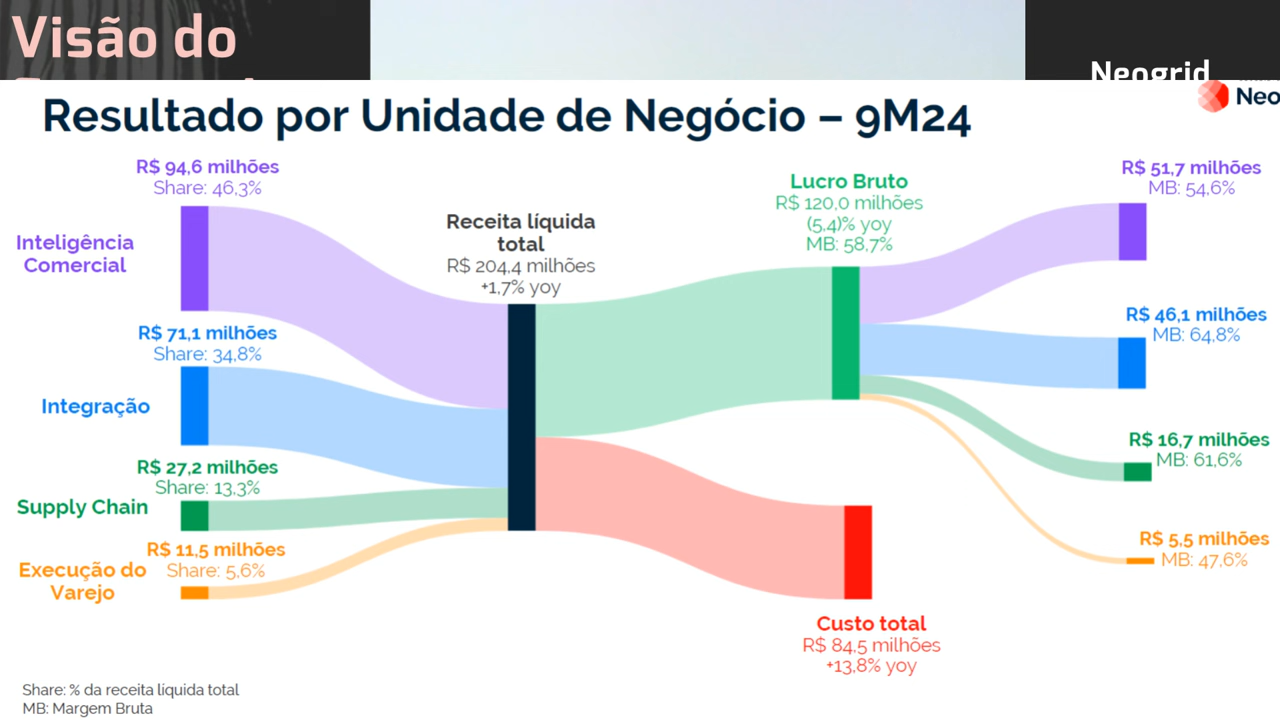 Visão do
Neogrid
Neo
Resultado por Unidade de Negócio – 9M24
R$ 94,6 milhões
Share: 46,3%
Inteligência
Comercial
R$ 71,1 milhões
Share: 34,8%
Integração
R$ 27,2 milhões
Share: 13,3%
Supply Chain
R$ 11,5 milhões
Share: 5,6%
Execução do
Varejo
Receita líquida
total
R$ 204,4 milhões
+1,7% yoy
Lucro Bruto
R$ 120,0 milhões
(5,4)% yoy
MB: 58,7%
Custo total
R$ 84,5 milhões
+13,8% yoy
R$ 51,7 milhões
MB: 54,6%
R$ 46,1 milhões
MB: 64,8%
R$ 16,7 milhões
MB: 61,6%
R$ 5,5 milhões
MB: 47,6%
Share: % da receita líquida total
MB: Margem Bruta